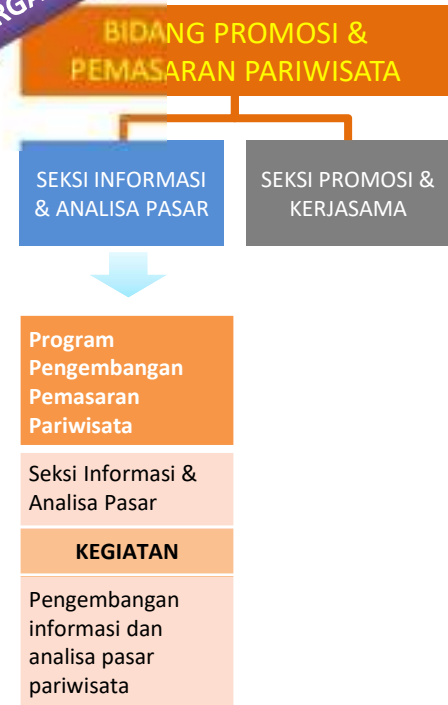 BIDANG PROMOSI &
PEMASARAN PARIWISATA
SEKSI INFORMASI
& ANALISA PASAR
SEKSI PROMOSI &
KERJASAMA
Program
Pengembangan
Pemasaran
Pariwisata
Seksi Informasi &
Analisa Pasar
KEGIATAN
Pengembangan
informasi dan
analisa pasar
pariwisata